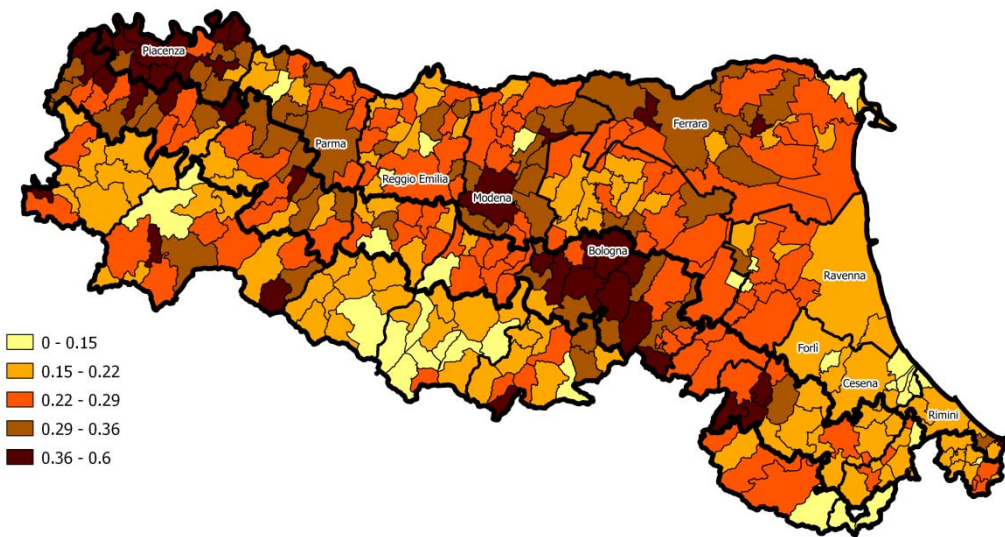 Piacenza
Parma
Ferrara
Reggio Emilia
Modena
Bologna
Ravenna
Forlì
Cesena
Rimini
0 - 0.15
0.15 - 0.22
0.22 - 0.29
0.29 - 0.36
0.36 - 0.6